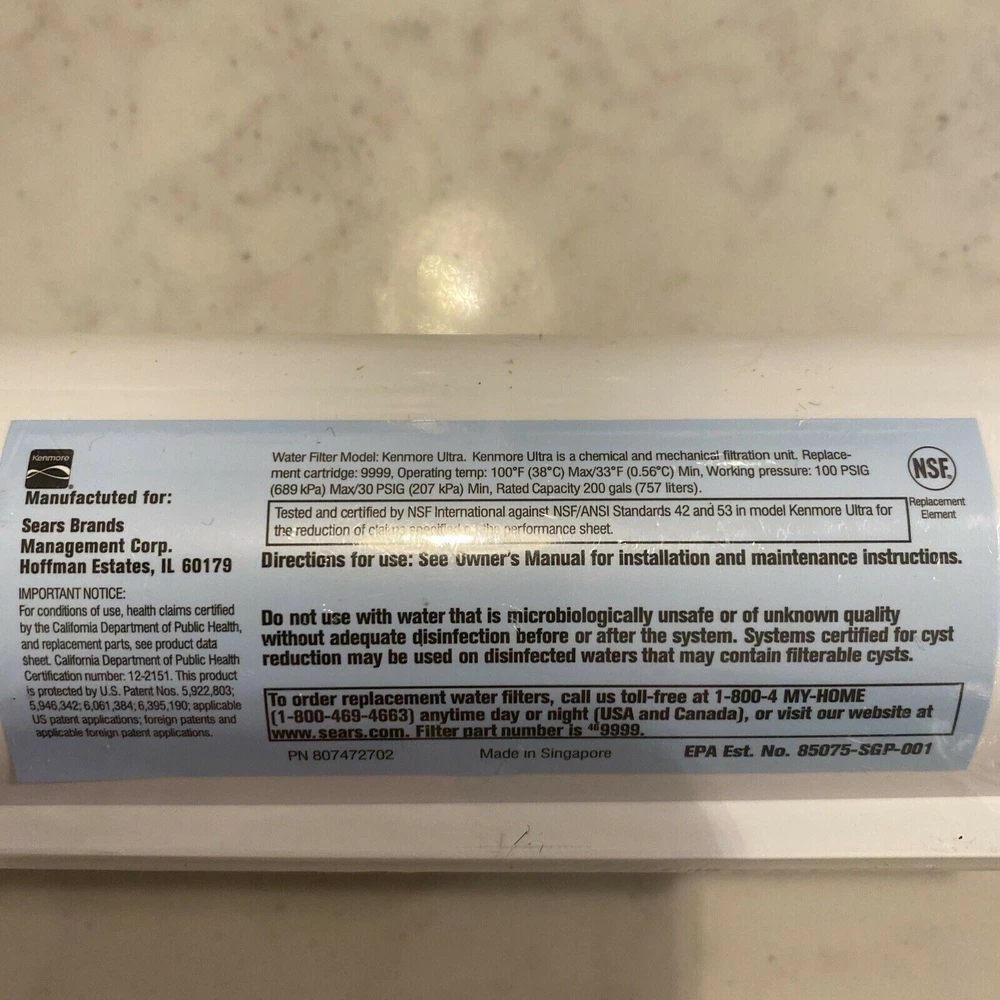 Kenmore
Manufactuted for:
Sears Brands
Management Corp.
Hoffman Estates, IL 60179
IMPORTANT NOTICE:
For conditions of use, health claims certified
by the California Department of Public Health,
and replacement parts, see product data
sheet. California Department of Public Health
Certification number: 12-2151. This product
is protected by U.S. Patent Nos. 5,922,803;
5,946,342; 6,061,384; 6,395,190; applicable
US patent applications; foreign patents and
applicable foreign patent applications.
Water Filter Model: Kenmore Ultra. Kenmore Ultra is a chemical and mechanical filtration unit. Replace-
ment cartridge: 9999, Operating temp: 100°F (38°C) Max/33°F (0.56°C) Min, Working pressure: 100 PSIG
(689 kPa) Max/30 PSIG (207 kPa) Min, Rated Capacity 200 gals (757 liters).
Tested and certified by NSF International against NSF/ANSI Standards 42 and 53 in model Kenmore Ultra for
the reduction of claims specified on the performance sheet.
Directions for use: See Owner's Manual for installation and maintenance instructions.
Do not use with water that is microbiologically unsafe or of unknown quality
without adequate disinfection before or after the system. Systems certified for cyst
reduction may be used on disinfected waters that may contain filterable cysts.
To order replacement water filters, call us toll-free at 1-800-4 MY-HOME
(1-800-469-4663) anytime day or night (USA and Canada), or visit our website at
www.sears.com. Filter part number is 469999.
PN 807472702 Made in Singapore EPA Est. No. 85075-SGP-001
NSF®
Replacement
Element